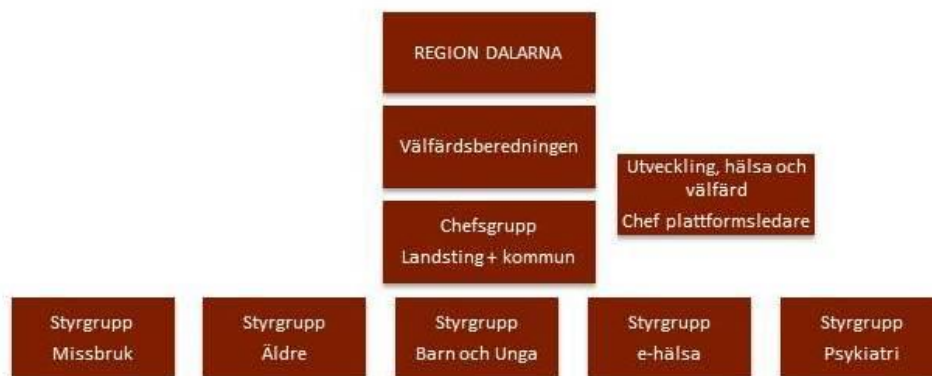 REGION DALARNA
Välfärdsberedningen
Utveckling, hälsa och
välfärd
Chef plattformsledare
Chefsgrupp
Landsting + kommun
Styrgrupp
Missbruk
Styrgrupp
Äldre
Styrgrupp
Barn och Unga
Styrgrupp
e-hälsa
Styrgrupp
Psykiatri